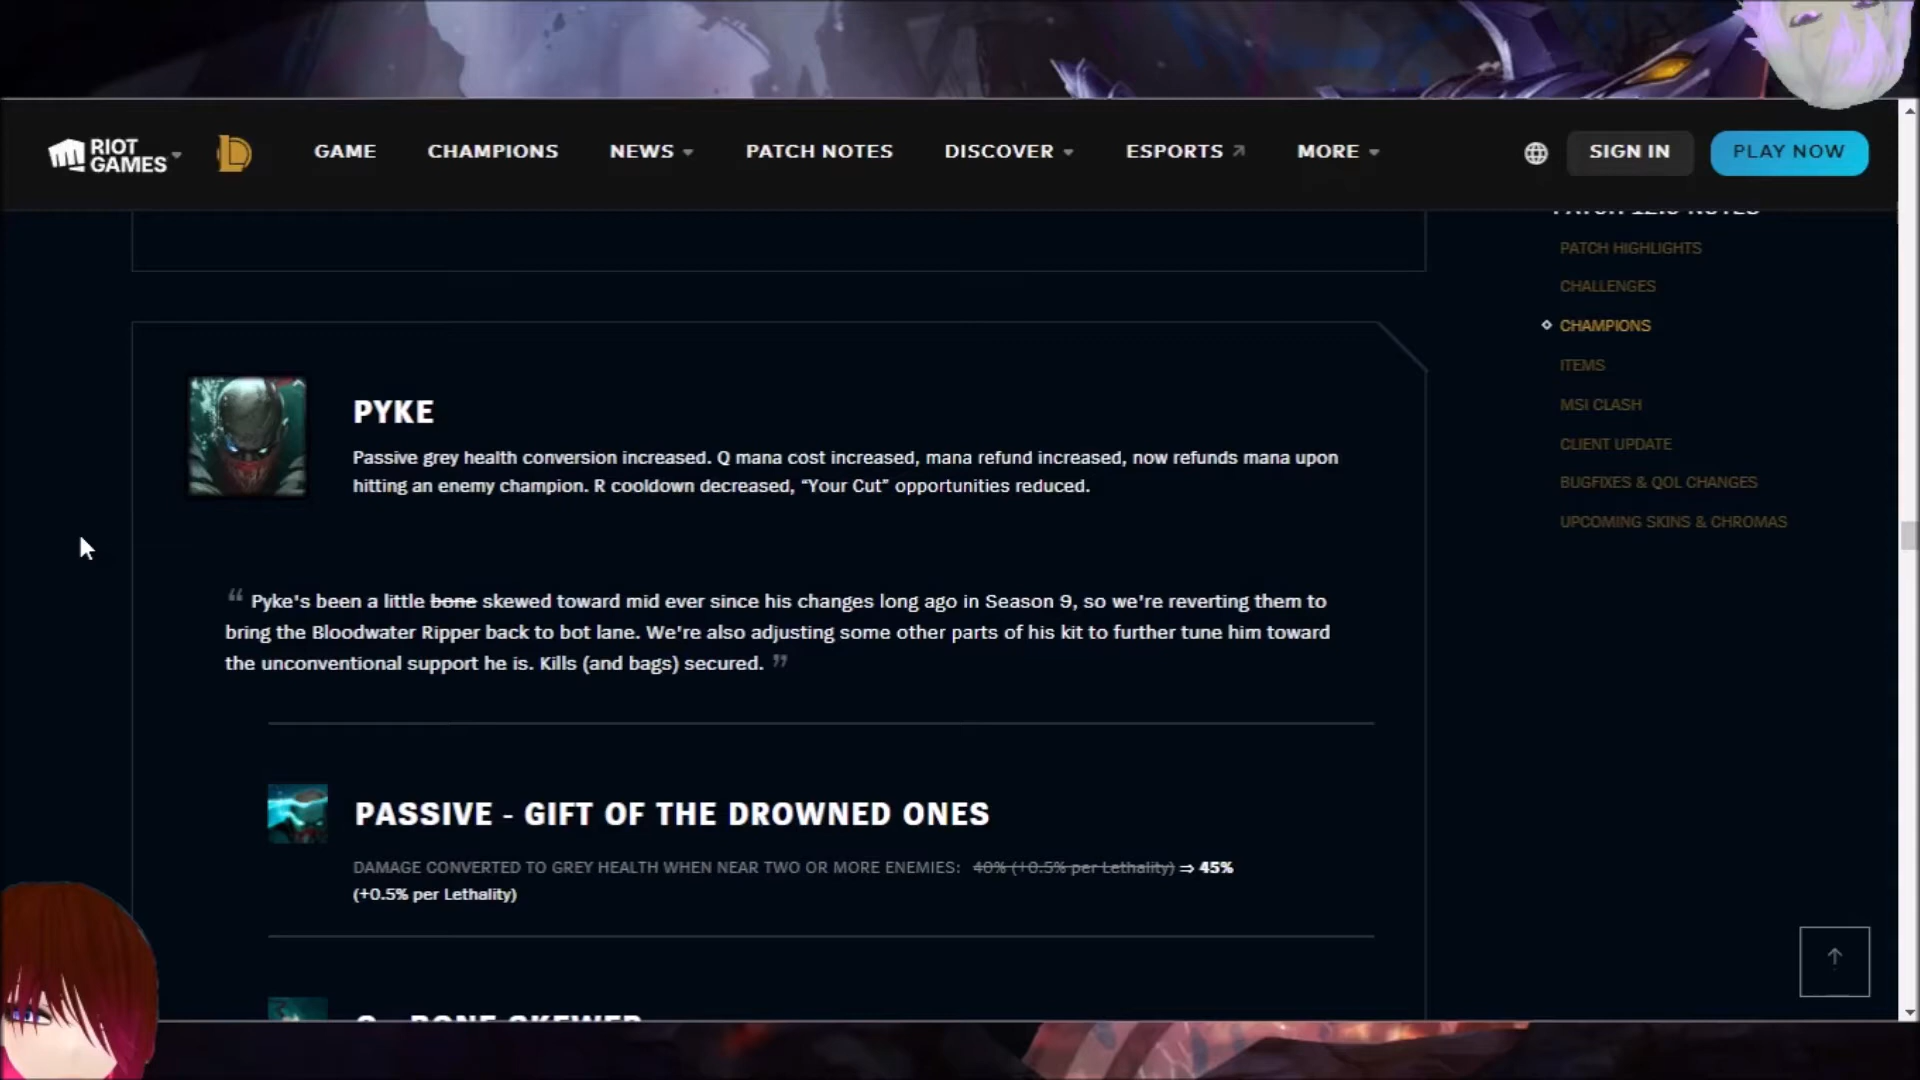 RIOT
GAMES
GAME
CHAMPIONS
NEWS
PATCH NOTES
DISCOVER
ESPORTS
MORE
SIGN IN
PLAY NOW
PATCH HIGHLIGHTS
CHALLENGES
CHAMPIONS
ITEMS
MSI CLASH
CLIENT UPDATE
BUGFIXES & QOL CHANGES
UPCOMING SKINS & CHROMAS
PYKE
Passive grey health conversion increased. Q mana cost increased, mana refund increased, now refunds mana upon
hitting an enemy champion. R cooldown decreased, “Your Cut” opportunities reduced.
“ Pyke's been a little bone skewed toward mid ever since his changes long ago in Season 9, so we're reverting them to
bring the Bloodwater Ripper back to bot lane. We're also adjusting some other parts of his kit to further tune him toward
the unconventional support he is. Kills (and bags) secured. ”
PASSIVE - GIFT OF THE DROWNED ONES
DAMAGE CONVERTED TO GREY HEALTH WHEN NEAR TWO OR MORE ENEMIES: 40% (+0.5% per Lethality) ⇒ 45%
(+0.5% per Lethality)
Q - BONE SKEWER